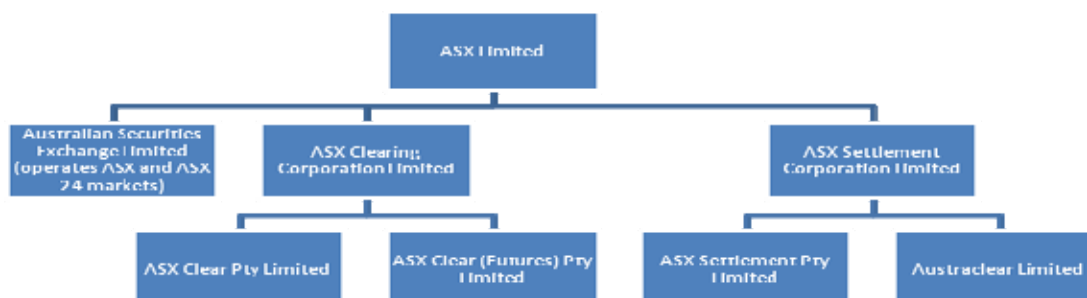 ASX Limited
Australian Securities
Exchange Limited
(operates ASX and ASX
24 markets)
ASX Clearing
Corporation Limited
ASX Settlement
Corporation Limited
ASX Clear Pty Limited
ASX Clear (Futures) Pty
Limited
ASX Settlement Pty
Limited
Austraclear Limited